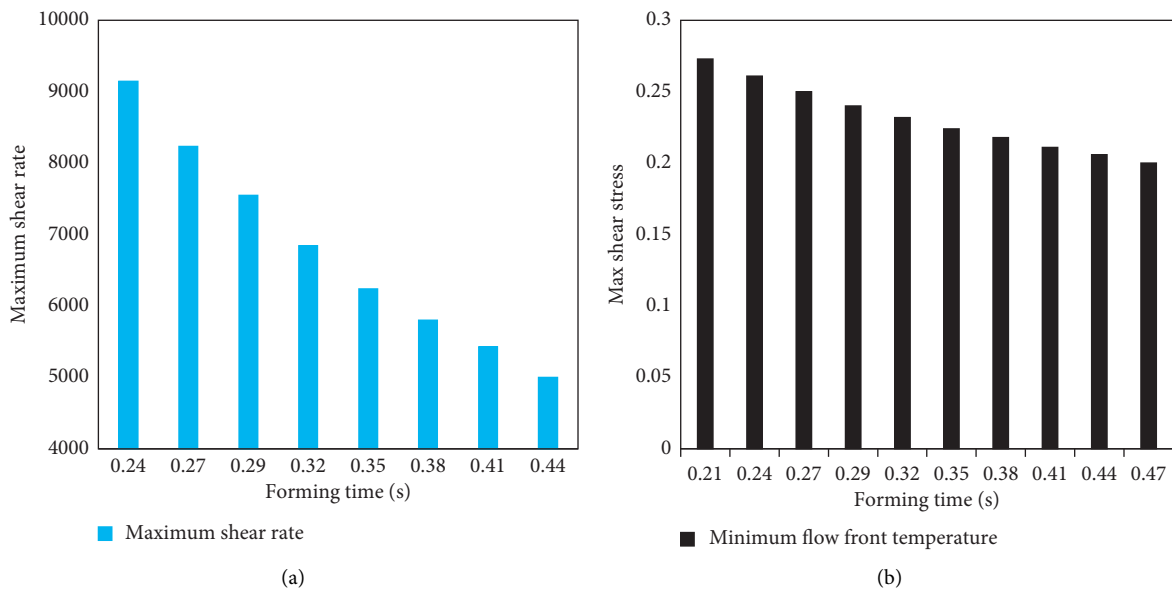 10000
9000
8000
7000
6000
5000
4000
Maximum shear rate
0.24 0.27 0.29 0.32 0.35 0.38 0.41 0.44
Forming time (s)
Maximum shear rate
(a)
0.3
0.25
0.2
0.15
0.1
0.05
0
Max shear stress
0.21 0.24 0.27 0.29 0.32 0.35 0.38 0.41 0.44 0.47
Forming time (s)
Minimum flow front temperature
(b)